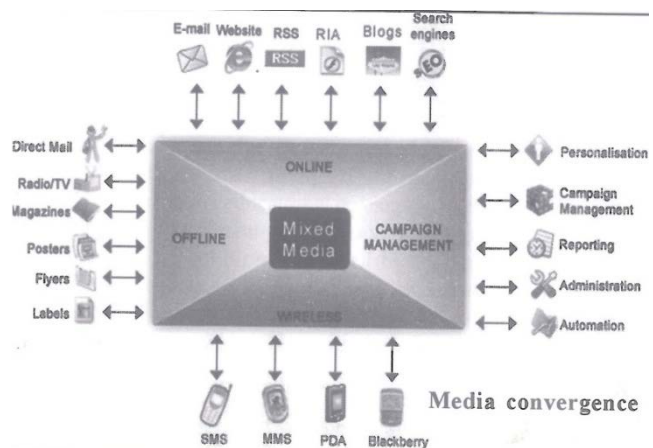 E-mail
Website
RSS
RIA
Blogs
Search
engines
RSS
SEO
Direct Mail
Radio/TV
Magazines
Posters
Flyers
Labels
ONLINE
OFFLINE
Mixed
Media
CAMPAIGN
MANAGEMENT
WIRELESS
Personalisation
Campaign
Management
Reporting
Administration
Automation
SMS
MMS
PDA
Blackberry
Media convergence